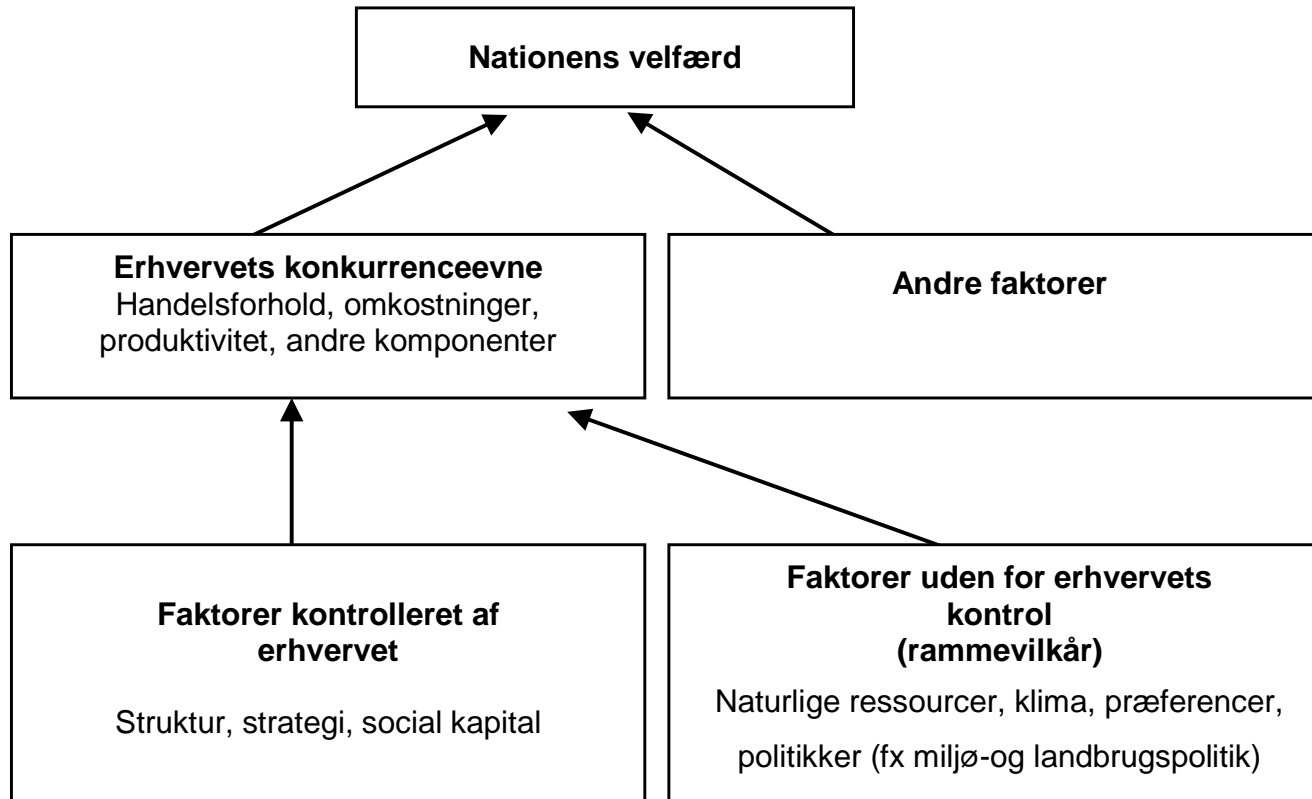 Nationens velfærd
Erhvervets konkurrenceevne
Handelsforhold, omkostninger,
produktivitet, andre komponenter
Andre faktorer
Faktorer kontrolleret af
erhvervet
Struktur, strategi, social kapital
Faktorer uden for erhvervets
kontrol
(rammevilkår)
Naturlige ressourcer, klima, præferencer,
politikker (fx miljø-og landbrugspolitik)